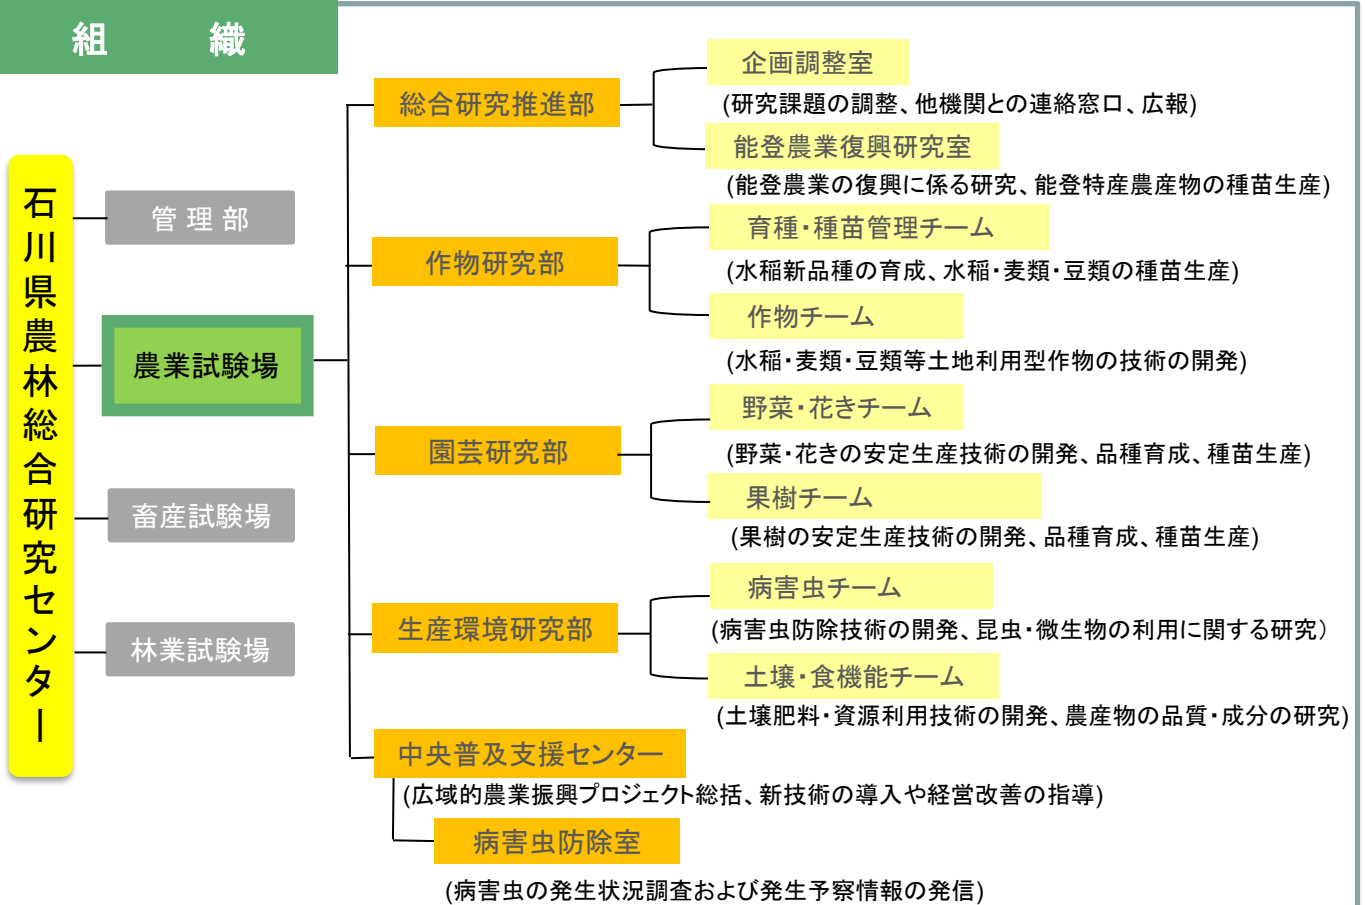 組　織
石川県農林総合研究センター
管理部
農業試験場
畜産試験場
林業試験場
総合研究推進部
企画調整室
(研究課題の調整、他機関との連絡窓口、広報)
能登農業復興研究室
(能登農業の復興に係る研究、能登特産農産物の種苗生産)
作物研究部
育種・種苗管理チーム
(水稲新品種の育成、水稲・麦類・豆類の種苗生産)
作物チーム
(水稲・麦類・豆類等土地利用型作物の技術の開発)
園芸研究部
野菜・花きチーム
(野菜・花きの安定生産技術の開発、品種育成、種苗生産)
果樹チーム
(果樹の安定生産技術の開発、品種育成、種苗生産)
生産環境研究部
病害虫チーム
(病害虫防除技術の開発、昆虫・微生物の利用に関する研究）
土壌・食機能チーム
(土壌肥料・資源利用技術の開発、農産物の品質・成分の研究)
中央普及支援センター
(広域的農業振興プロジェクト総括、新技術の導入や経営改善の指導)
病害虫防除室
(病害虫の発生状況調査および発生予察情報の発信)